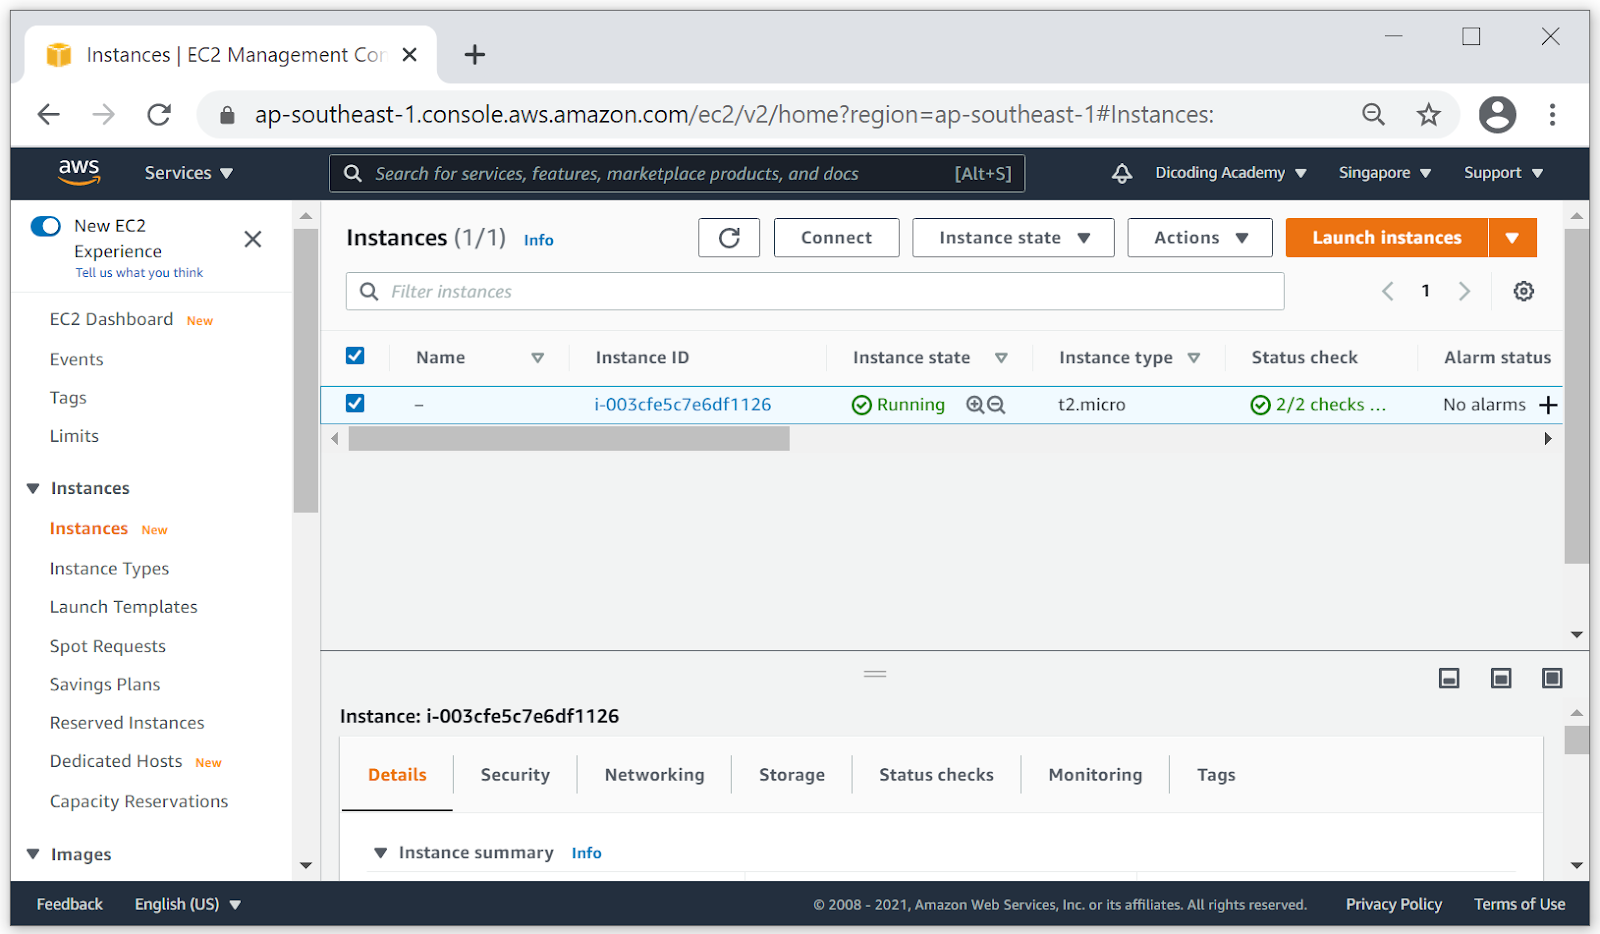 Instances | EC2 Management Con
ap-southeast-1.console.aws.amazon.com/ec2/v2/home?region=ap-southeast-1#Instances:
aws Services Search for services, features, marketplace products, and docs [Alt+S] Dicoding Academy Singapore Support
New EC2
Experience
Tell us what you think
EC2 Dashboard New
Events
Tags
Limits
Instances
Instances New
Instance Types
Launch Templates
Spot Requests
Savings Plans
Reserved Instances
Dedicated Hosts New
Capacity Reservations
Images
Instances (1/1) Info Connect Instance state Actions Launch instances
Filter instances 1
Name Instance ID Instance state Instance type Status check Alarm status
– i-003cfe5c7e6df1126 Running t2.micro 2/2 checks ... No alarms
Instance: i-003cfe5c7e6df1126
Details Security Networking Storage Status checks Monitoring Tags
Instance summary Info
Feedback English (US) © 2008 - 2021, Amazon Web Services, Inc. or its affiliates. All rights reserved. Privacy Policy Terms of Use